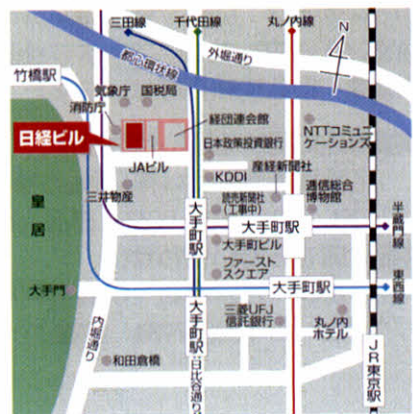 三田線
千代田線
丸ノ内線
N
外堀通り
都心環状線
竹橋駅
気象庁
国税局
消防庁
経団連会館
日経ビル
JAビル
日本政策投資銀行
NTTコミュニ
ケーションズ
KDDI
産経新聞社
三井物産
読売新聞社
(工事中)
逓信総合
博物館
皇居
大手町駅
大手町駅
半蔵門線
大手町ビル
ファースト
スクエア
大手門
大手町駅
東西線
内堀通り
大手町駅
三菱UFJ
信託銀行
丸ノ内
ホテル
和田倉橋
日比谷通り
JR東京駅